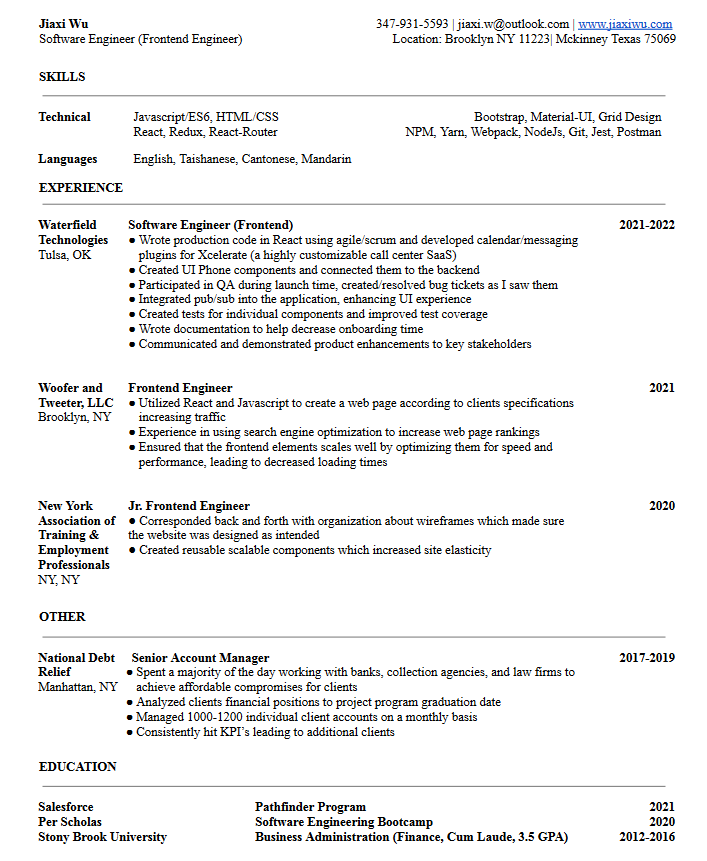 Jiaxi Wu 347-931-5593 | jiaxi.w@outlook.com | www.jiaxiwu.com
Software Engineer (Frontend Engineer) Location: Brooklyn NY 11223| Mckinney Texas 75069
SKILLS
Technical Javascript/ES6, HTML/CSS Bootstrap, Material-UI, Grid Design
React, Redux, React-Router NPM, Yarn, Webpack, NodeJs, Git, Jest, Postman
Languages English, Taishanese, Cantonese, Mandarin
EXPERIENCE
Waterfield Software Engineer (Frontend) 2021-2022
Technologies ● Wrote production code in React using agile/scrum and developed calendar/messaging
Tulsa, OK plugins for Xcelerate (a highly customizable call center SaaS)
● Created UI Phone components and connected them to the backend
● Participated in QA during launch time, created/resolved bug tickets as I saw them
● Integrated pub/sub into the application, enhancing UI experience
● Created tests for individual components and improved test coverage
● Wrote documentation to help decrease onboarding time
● Communicated and demonstrated product enhancements to key stakeholders
Woofer and Frontend Engineer 2021
Tweeter, LLC ● Utilized React and Javascript to create a web page according to clients specifications
Brooklyn, NY increasing traffic
● Experience in using search engine optimization to increase web page rankings
● Ensured that the frontend elements scales well by optimizing them for speed and
performance, leading to decreased loading times
New York Jr. Frontend Engineer 2020
Association of ● Corresponded back and forth with organization about wireframes which made sure
Training & the website was designed as intended
Employment ● Created reusable scalable components which increased site elasticity
Professionals
NY, NY
OTHER
National Debt Senior Account Manager 2017-2019
Relief ● Spent a majority of the day working with banks, collection agencies, and law firms to
Manhattan, NY achieve affordable compromises for clients
● Analyzed clients financial positions to project program graduation date
● Managed 1000-1200 individual client accounts on a monthly basis
● Consistently hit KPI's leading to additional clients
EDUCATION
Salesforce Pathfinder Program 2021
Per Scholas Software Engineering Bootcamp 2020
Stony Brook University Business Administration (Finance, Cum Laude, 3.5 GPA) 2012-2016